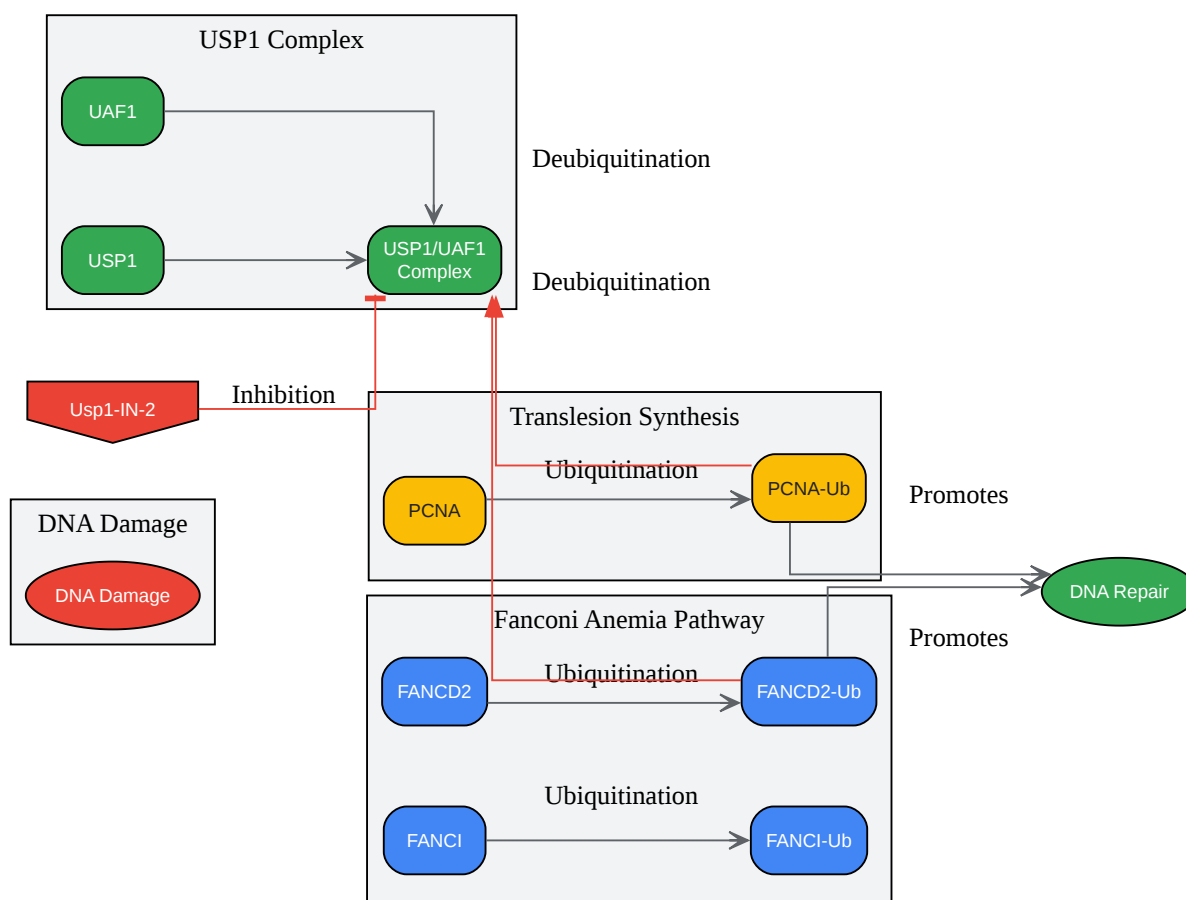 USP1 Complex
UAF1
Deubiquitination
USP1
USP1/UAF1
Complex
Deubiquitination
Usp1-IN-2
Inhibition
Translesion Synthesis
Ubiquitination
PCNA
PCNA-Ub
Promotes
DNA Damage
DNA Damage
DNA Repair
Fanconi Anemia Pathway
Promotes
Ubiquitination
FANCD2
FANCD2-Ub
Ubiquitination
FANCI
FANCI-Ub